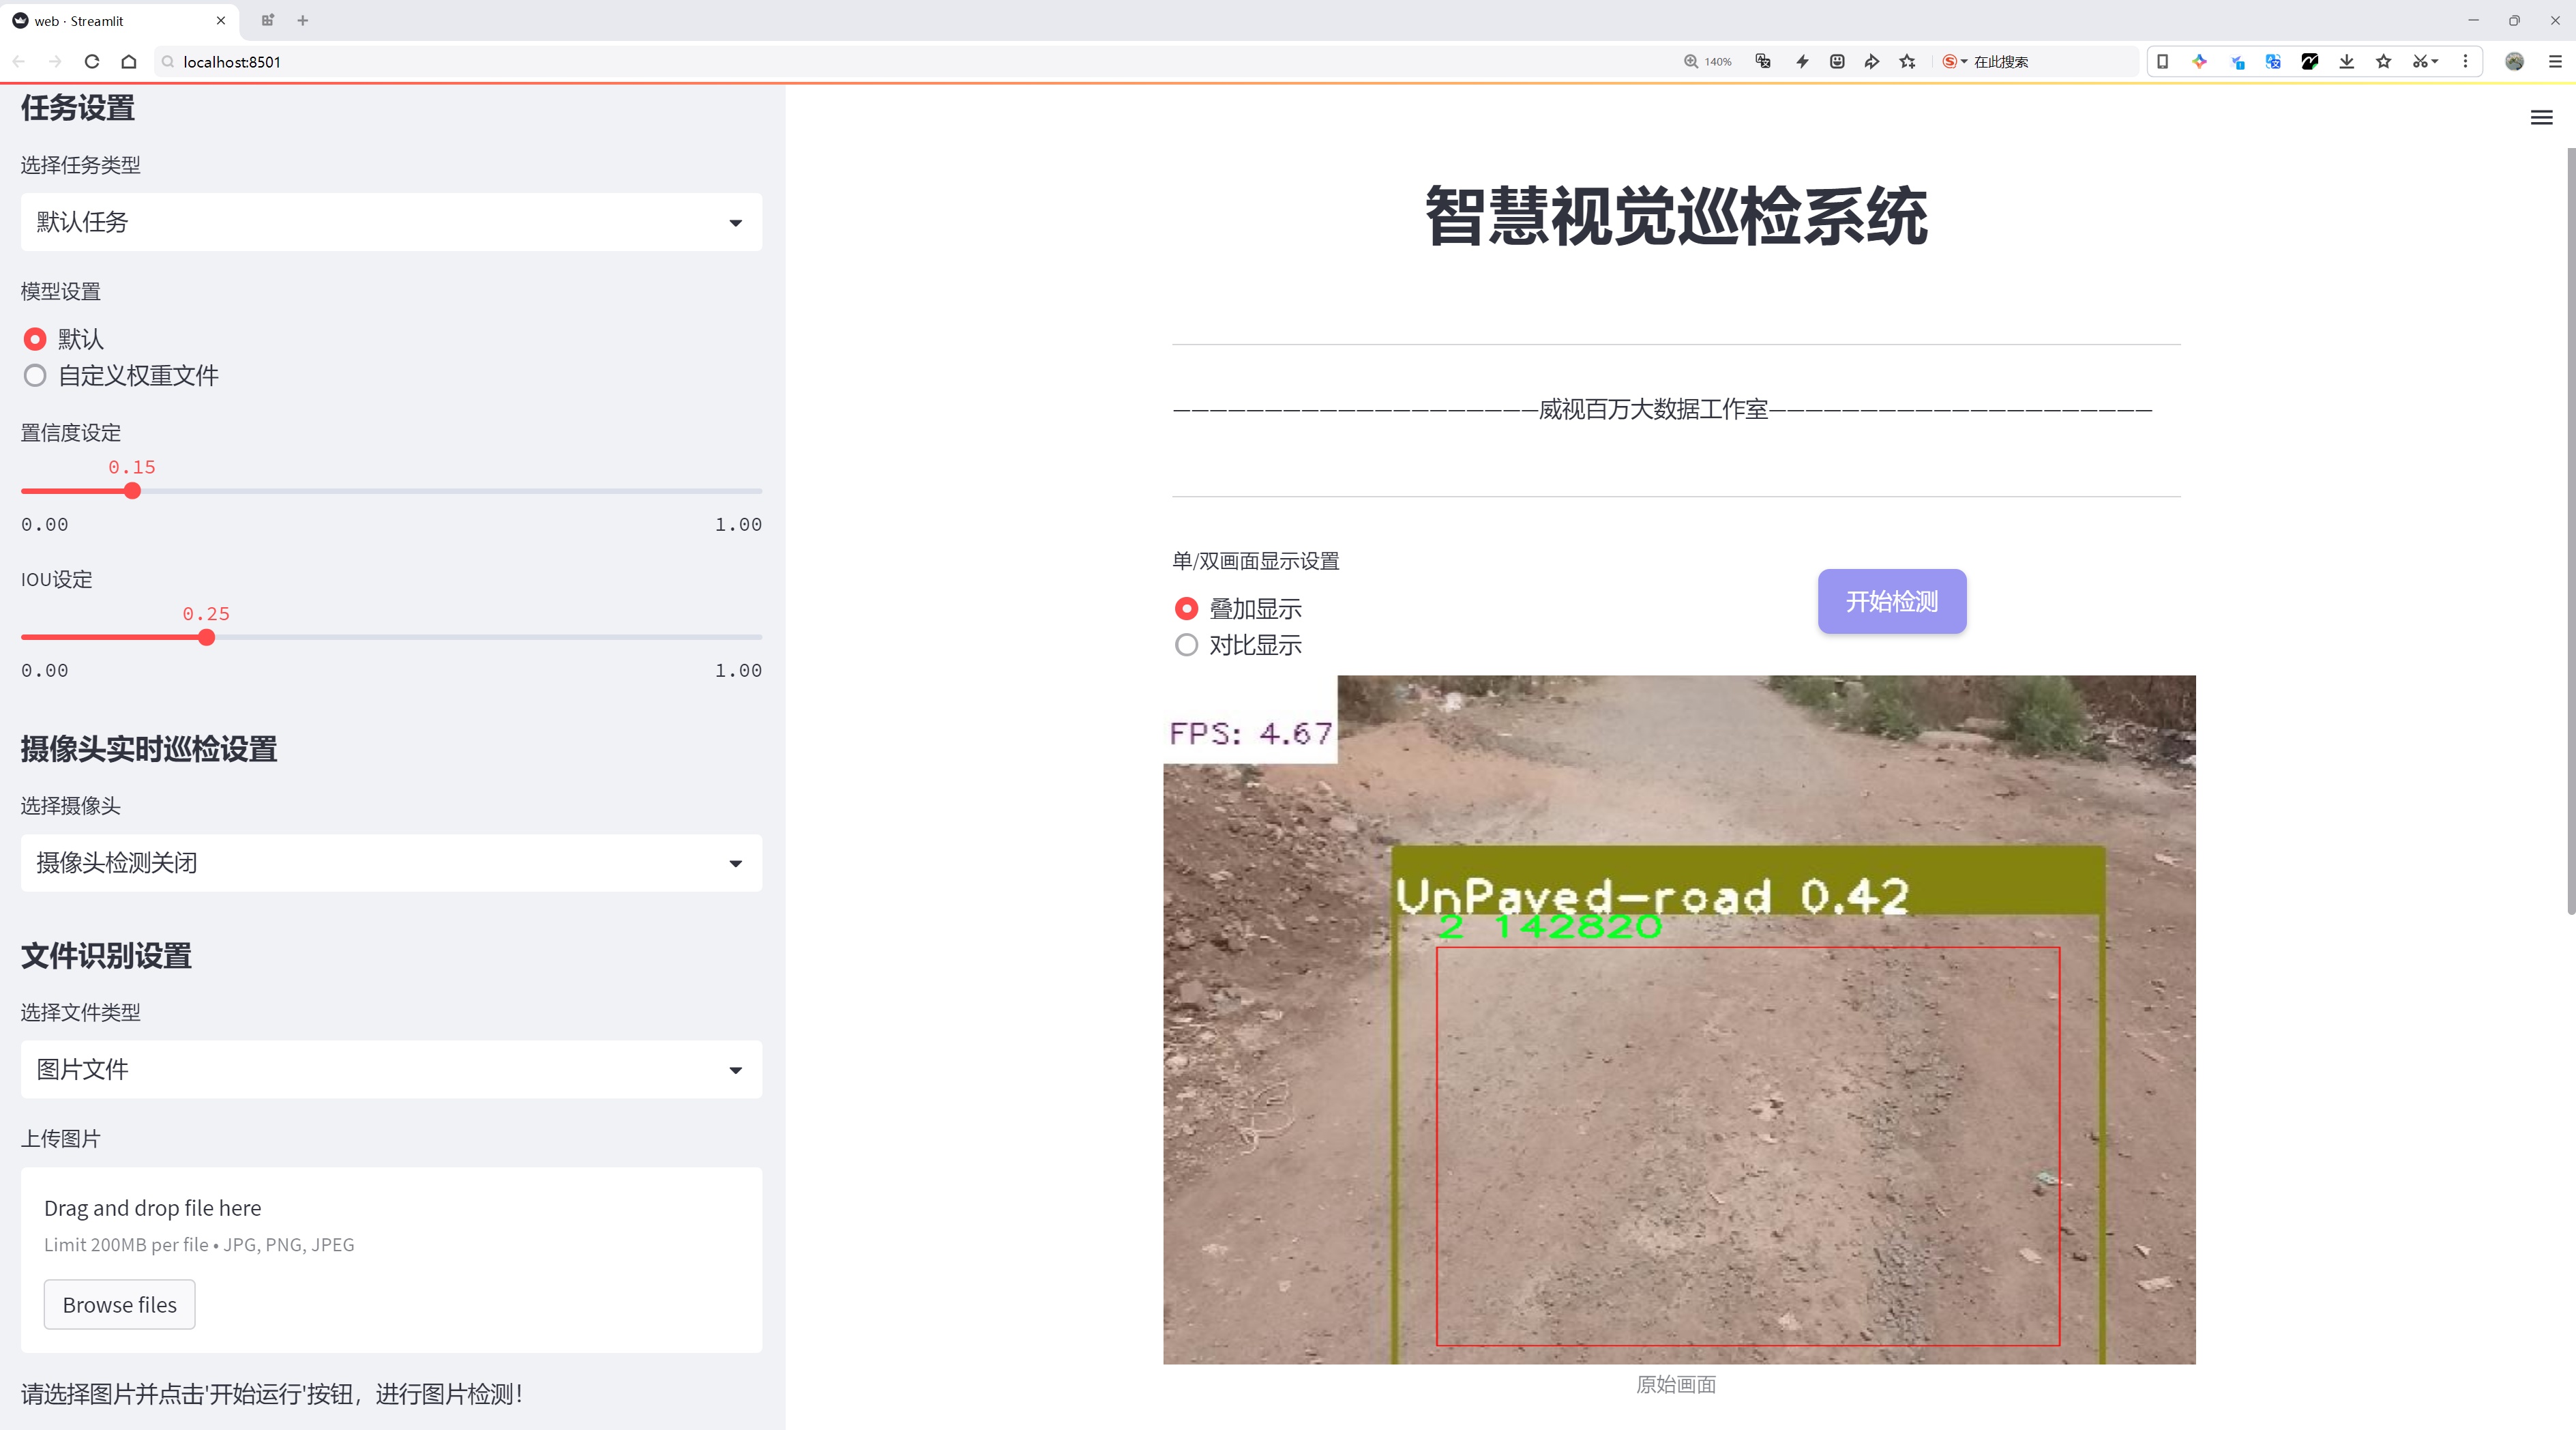 web · Streamlit
localhost:8501
140%
在此搜索
任务设置
选择任务类型
默认任务
模型设置
默认
自定义权重文件
置信度设定
0.15
0.00
1.00
IOU设定
0.25
0.00
1.00
摄像头实时巡检设置
选择摄像头
摄像头检测关闭
文件识别设置
选择文件类型
图片文件
上传图片
Drag and drop file here
Limit 200MB per file • JPG, PNG, JPEG
Browse files
请选择图片并点击'开始运行'按钮，进行图片检测！
智慧视觉巡检系统
————————————————————威视百万大数据工作室—————————————————————
单/双画面显示设置
叠加显示
对比显示
开始检测
FPS: 4.67
UnPaved-road 0.42
2 142820
原始画面